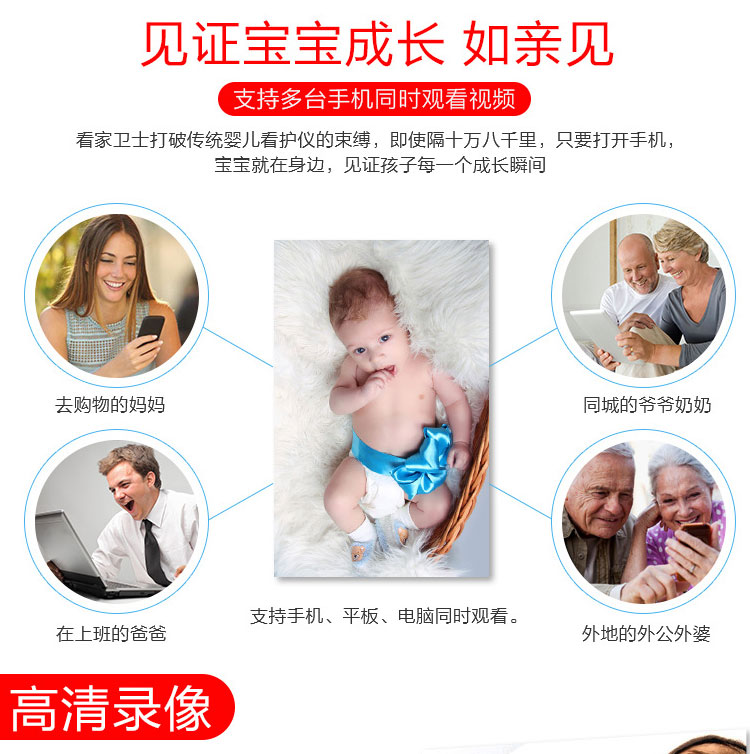 见证宝宝成长 如亲见
支持多台手机同时观看视频
看家卫士打破传统婴儿看护仪的束缚，即使隔十万八千里，只要打开手机，
宝宝就在身边，见证孩子每一个成长瞬间
去购物的妈妈
同城的爷爷奶奶
在上班的爸爸
支持手机、平板、电脑同时观看。
外地的外公外婆
高清录像